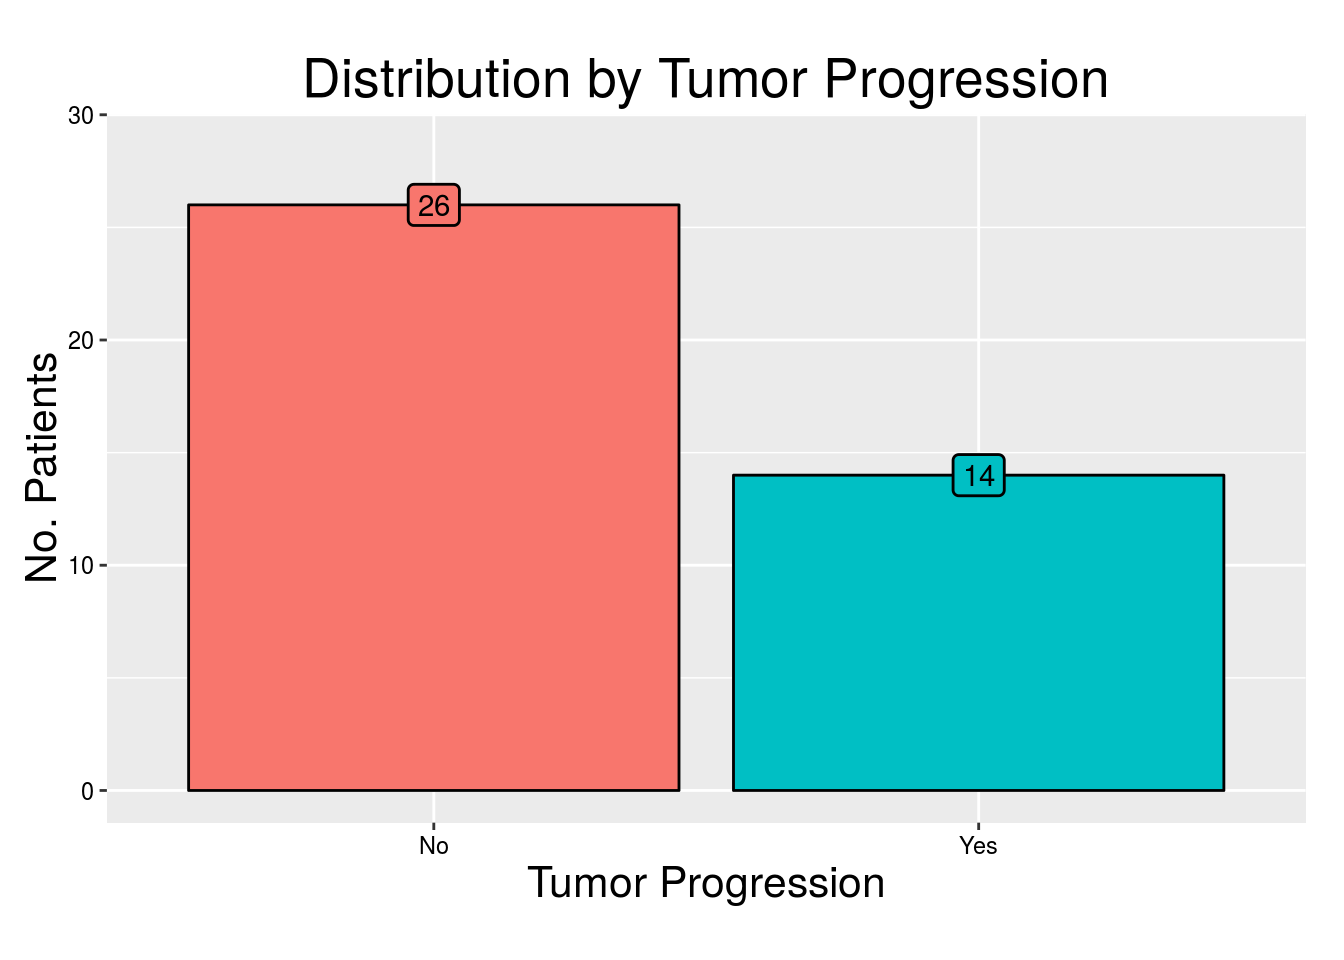 Distribution by Tumor Progression
30
26
20
14
10
0
No. Patients
No
Yes
Tumor Progression